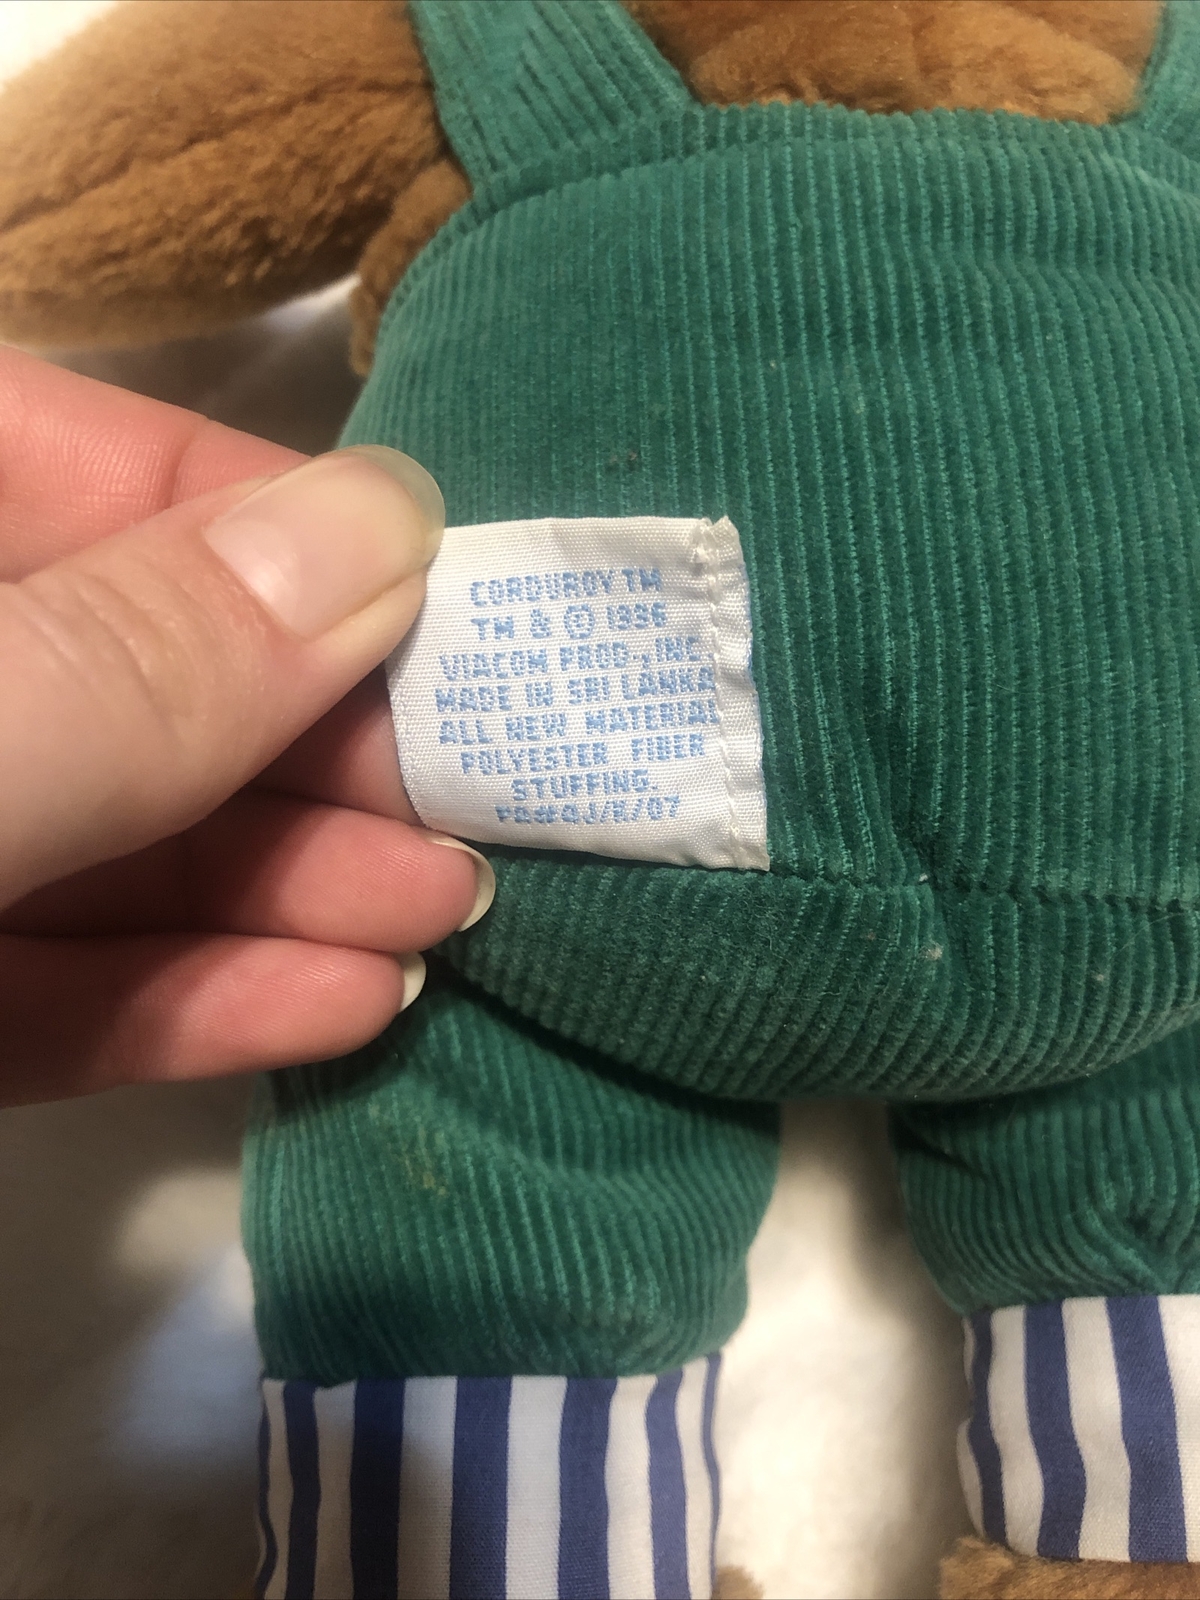 CORDUROY TM
TM & © 1996
VIACOM PROD., INC.
MADE IN SRI LANKA
ALL NEW MATERIAL
POLYESTER FIBER
STUFFING.